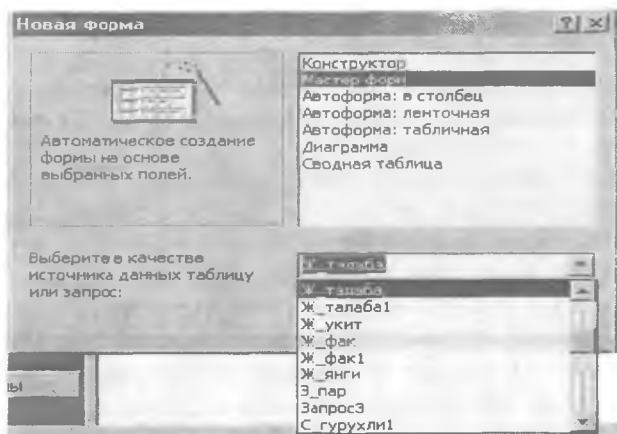 Новая форма
Автоматическое создание
формы на основе
выбранных полей.
Конструктор
Мастер форм
Автоформа: в столбец
Автоформа: ленточная
Автоформа: табличная
Диаграмма
Сводная таблица
Выберите в качестве
источника данных таблицу
или запрос:
Ж_талаба
Ж_талаба
Ж_талаба1
Ж_укит
Ж_фак
Ж_фак1
Ж_янги
З_пар
Запрос3
С_гурухли1
ы